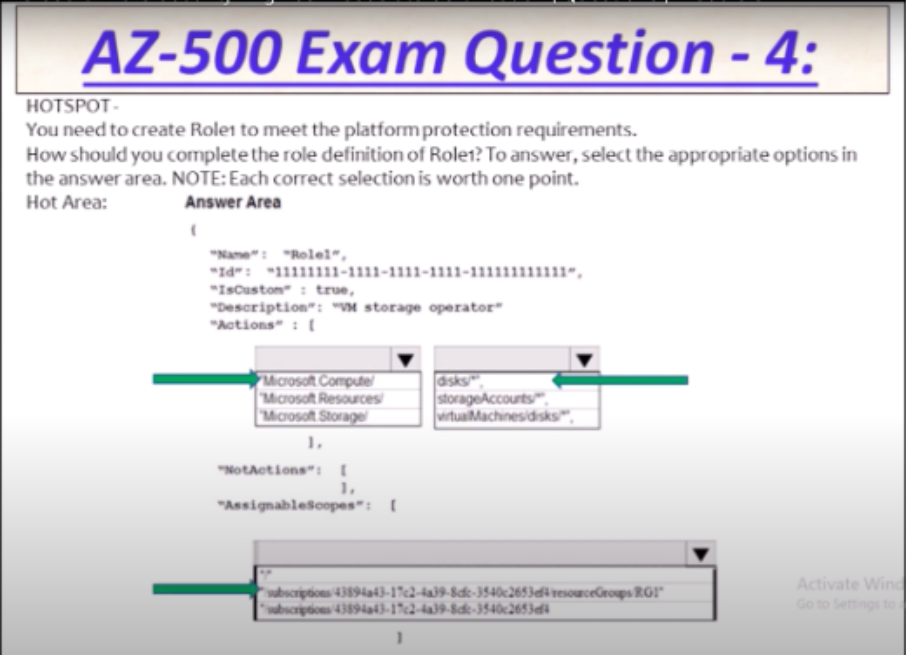 AZ-500 Exam Question - 4:
HOTSPOT -
You need to create Role1 to meet the platform protection requirements.
How should you complete the role definition of Role1? To answer, select the appropriate options in
the answer area. NOTE: Each correct selection is worth one point.
Hot Area: Answer Area
{
"Name": "Role1",
"Id": "11111111-1111-1111-1111-111111111111",
"IsCustom" : true,
"Description": "VM storage operator"
"Actions" : [
"Microsoft.Compute/ disks/*",
"Microsoft.Resources/ storageAccounts/*",
"Microsoft.Storage/ virtualMachines/disks/*",
],
"NotActions": [
],
"AssignableScopes": [
"/"
"/subscriptions/43894a43-17c2-4a39-8cfc-3540c2653ef4/resourceGroups/RG1"
"/subscriptions/43894a43-17c2-4a39-8cfc-3540c2653ef4
]
Activate Wind
Go to Settings to